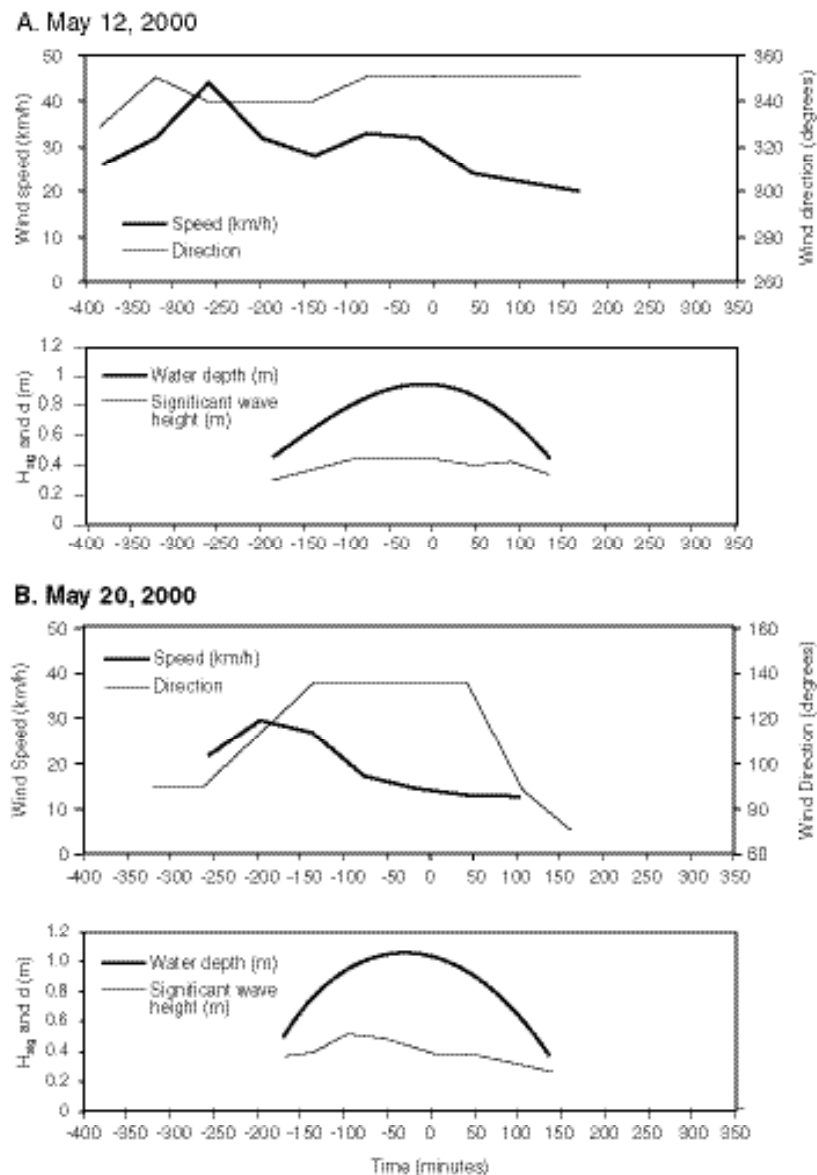 A. May 12, 2000
Wind speed (km/h)
50
40
30
20
10
0
Speed (km/h)
Direction
360
340
320
300
280
260
Wind direction (degrees)
-400 -350 -300 -250 -200 -150 -100 -50 0 50 100 150 200 250 300 350
H sig and d (m)
1.2
1
0.8
0.6
0.4
0.2
0
Water depth (m)
Significant wave
height (m)
-400 -350 -300 -250 -200 -150 -100 -50 0 50 100 150 200 250 300 350
B. May 20, 2000
Wind Speed (km/h)
50
40
30
20
10
0
Speed (km/h)
Direction
160
140
120
100
80
60
Wind Direction (degrees)
-400 -350 -300 -250 -200 -150 -100 -50 0 50 100 150 200 250 300 350
H sig and d (m)
1.2
1.0
0.8
0.6
0.4
0.2
0
Water depth (m)
Significant wave
height (m)
-400 -350 -300 -250 -200 -150 -100 -50 0 50 100 150 200 250 300 350
Time (minutes)